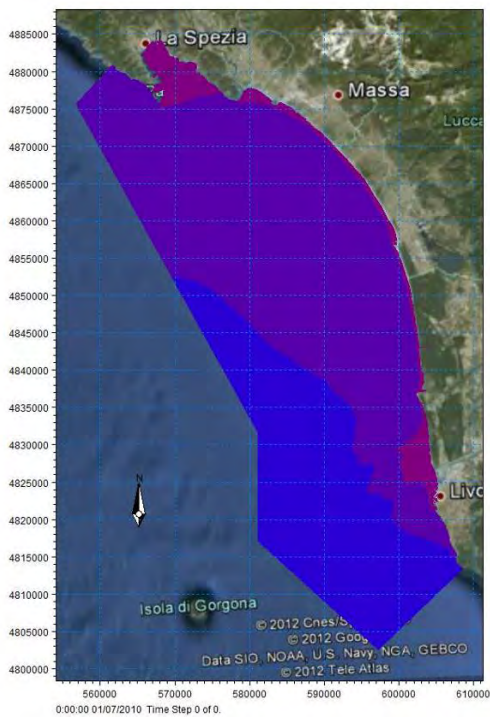 4885000
La Spezia
4880000
Massa
4875000
Lucca
4870000
4865000
4860000
4855000
4850000
4845000
4840000
4835000
4830000
4825000
Livo
N
4820000
4815000
4810000
Isola di Gorgona
4805000
© 2012 Cnes/S
© 2012 Goog
Data SIO, NOAA, U.S. Navy, NGA, GEBCO
© 2012 Tele Atlas
4800000
560000 570000 580000 590000 600000 610000
0:00:00 01/07/2010 Time Step 0 of 0.